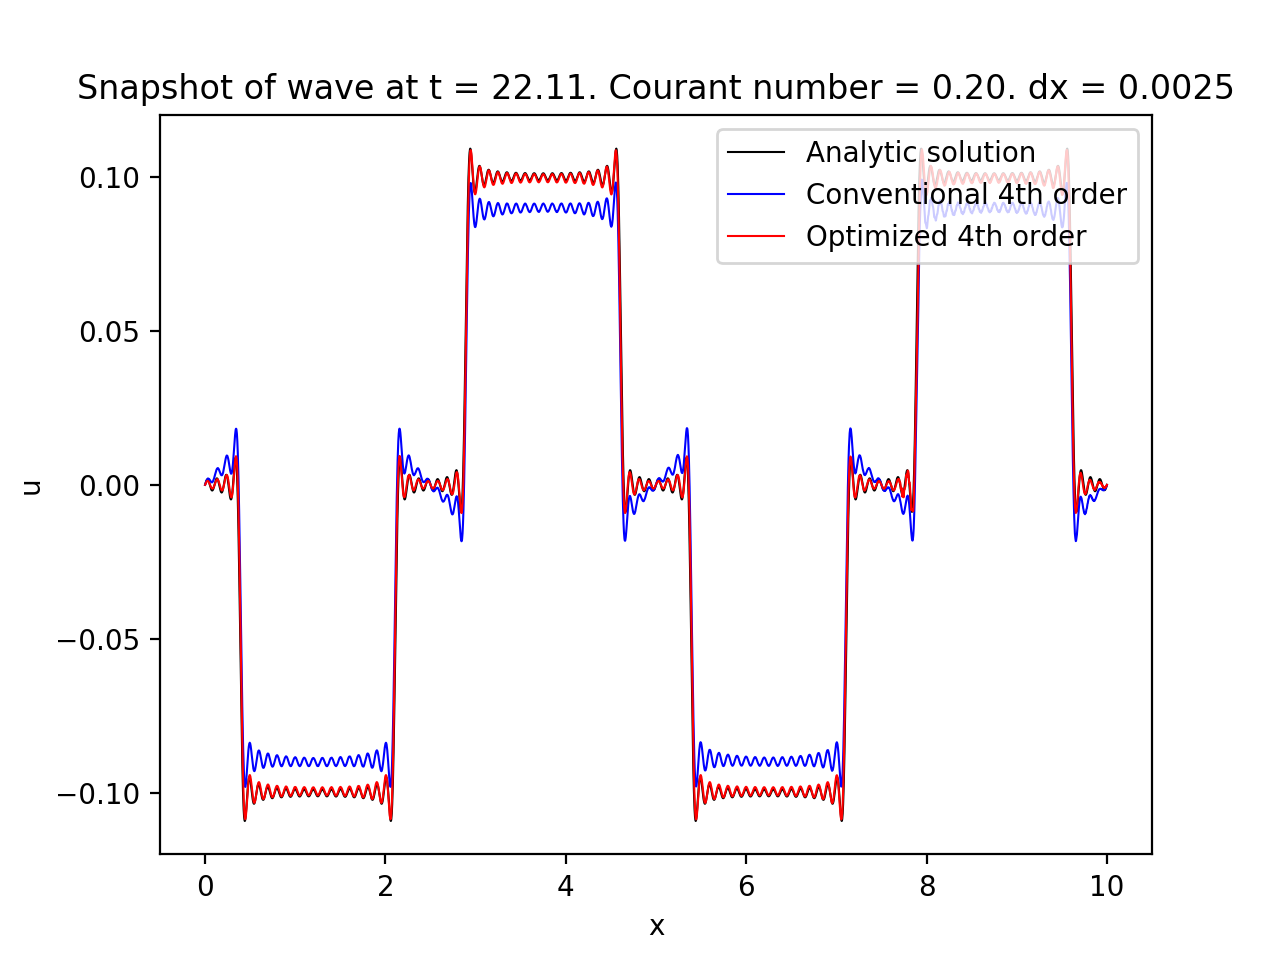 Snapshot of wave at t = 22.11. Courant number = 0.20. dx = 0.0025
Analytic solution
Conventional 4th order
Optimized 4th order
0.10
0.05
0.00
−0.05
−0.10
u
0 2 4 6 8 10
x